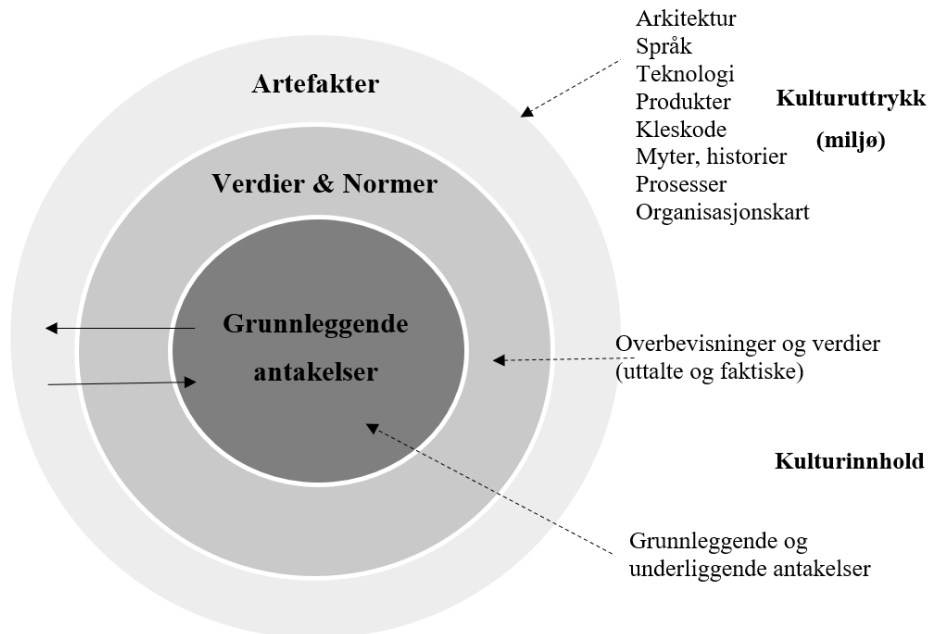 Artefakter
Verdier & Normer
Grunnleggende
antakelser
Arkitektur
Språk
Teknologi
Produkter
Kleskode
Myter, historier
Prosesser
Organisasjonskart
Kulturuttrykk
(miljø)
Overbevisninger og verdier
(uttalte og faktiske)
Kulturinnhold
Grunnleggende og
underliggende antakelser